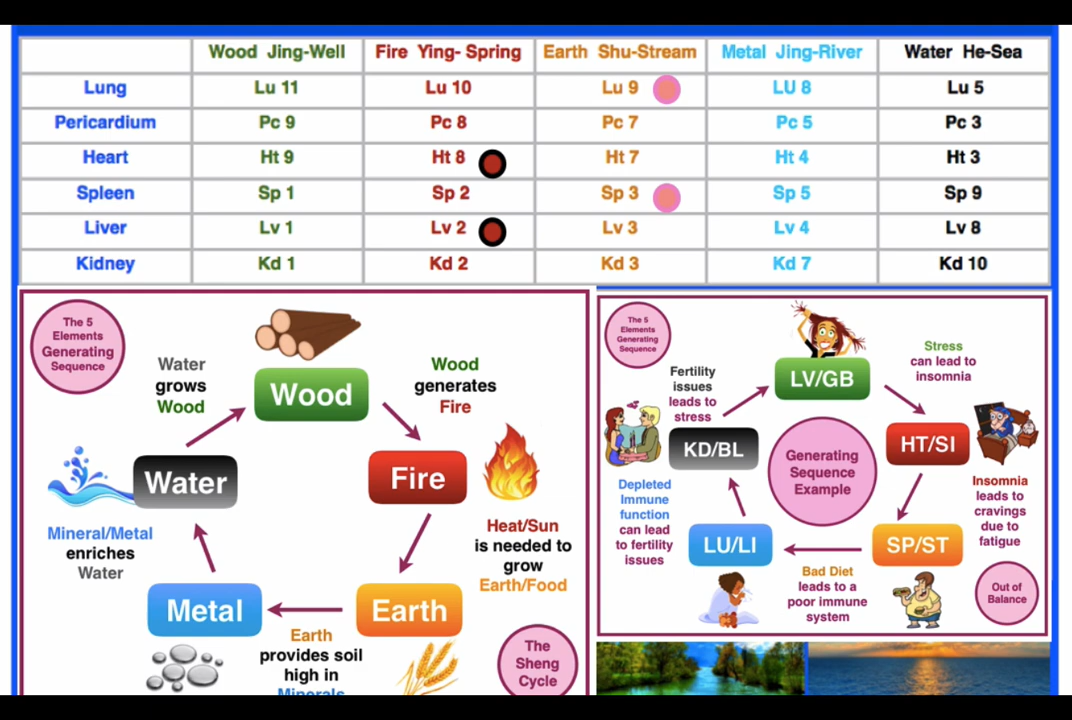 Wood Jing-Well Fire Ying- Spring Earth Shu-Stream Metal Jing-River Water He-Sea
Lung Lu 11 Lu 10 Lu 9 LU 8 Lu 5
Pericardium Pc 9 Pc 8 Pc 7 Pc 5 Pc 3
Heart Ht 9 Ht 8 Ht 7 Ht 4 Ht 3
Spleen Sp 1 Sp 2 Sp 3 Sp 5 Sp 9
Liver Lv 1 Lv 2 Lv 3 Lv 4 Lv 8
Kidney Kd 1 Kd 2 Kd 3 Kd 7 Kd 10
The 5
Elements
Generating
Sequence
Water
grows
Wood
Wood
Wood
generates
Fire
Water
Fire
Mineral/Metal
enriches
Water
Heat/Sun
is needed to
grow
Earth/Food
Metal
Earth
Earth
provides soil
high in
Minerals
The
Sheng
Cycle
The 5
Elements
Generating
Sequence
Fertility
issues
leads to
stress
LV/GB
Stress
can lead to
insomnia
KD/BL
Generating
Sequence
Example
HT/SI
Depleted
Immune
function
can lead
to fertility
issues
Insomnia
leads to
cravings
due to
fatigue
LU/LI
SP/ST
Bad Diet
leads to a
poor immune
system
Out of
Balance